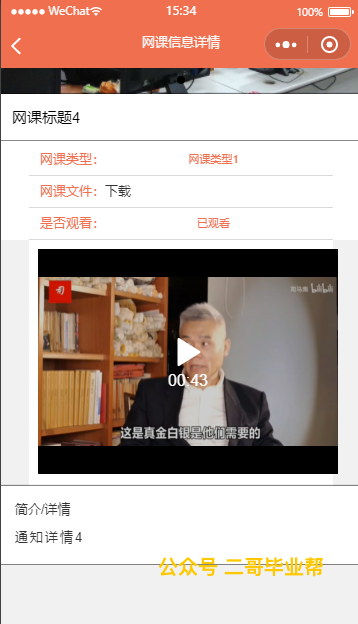 ●●●●● WeChat 15:34 100%
网课信息详情
网课标题4
网课类型： 网课类型1
网课文件：下载
是否观看： 已观看
bilibili
00:43
这是真金白银是他们需要的
简介/详情
通知详情4
公众号 二哥毕业帮